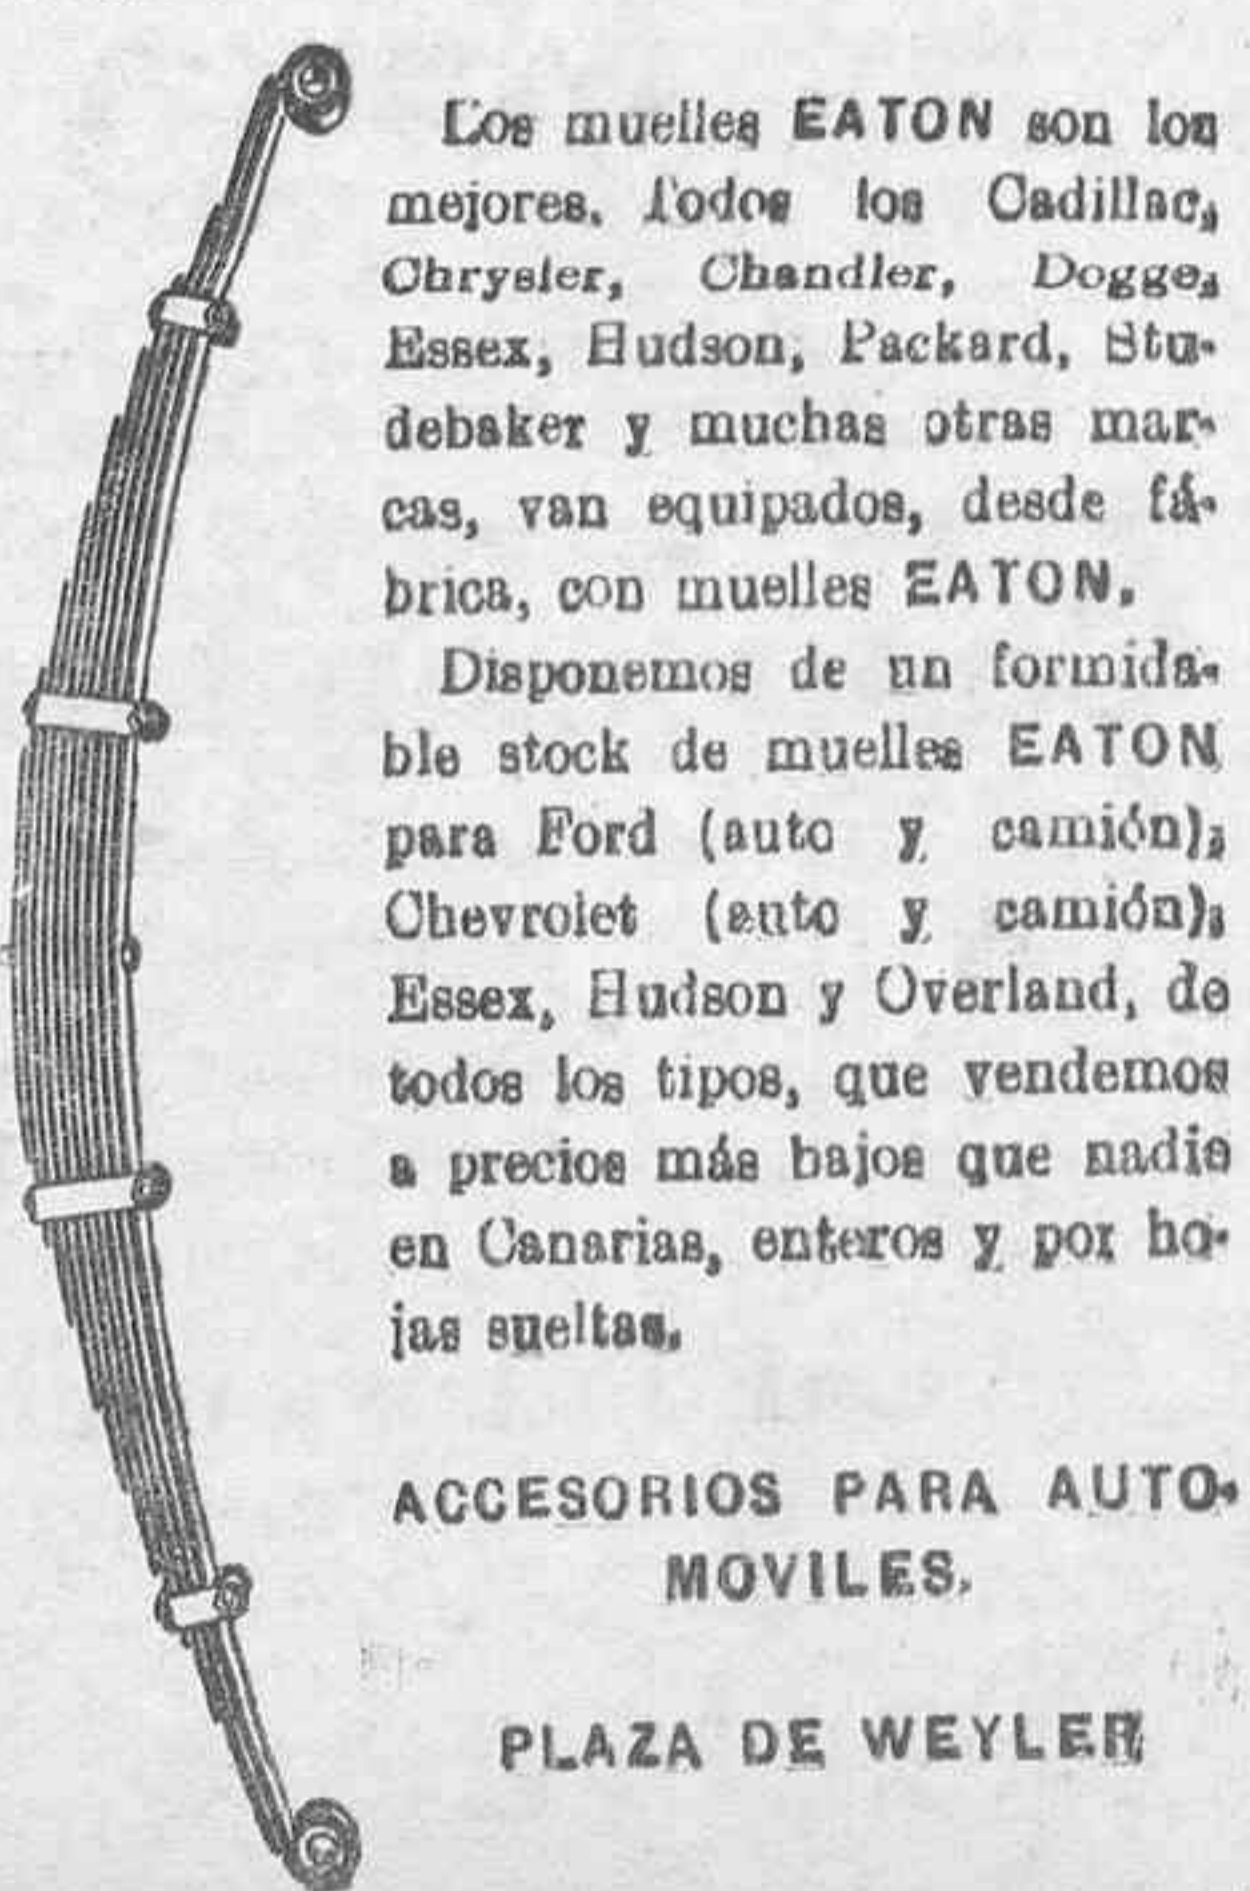 Los muelles EATON son los
mejores. Todos los Cadillac,
Chrysler, Chandler, Dogge,
Essex, Hudson, Packard, Stu-
debaker y muchas otras mar-
cas, van equipados, desde fá-
brica, con muelles EATON.
Disponemos de un formida-
ble stock de muelles EATON
para Ford (auto y camión),
Chevrolet (auto y camión),
Essex, Hudson y Overland, de
todos los tipos, que vendemos
a precios más bajos que nadie
en Canarias, enteros y por ho-
jas sueltas.
ACCESORIOS PARA AUTO-
MOVILES.
PLAZA DE WEYLER